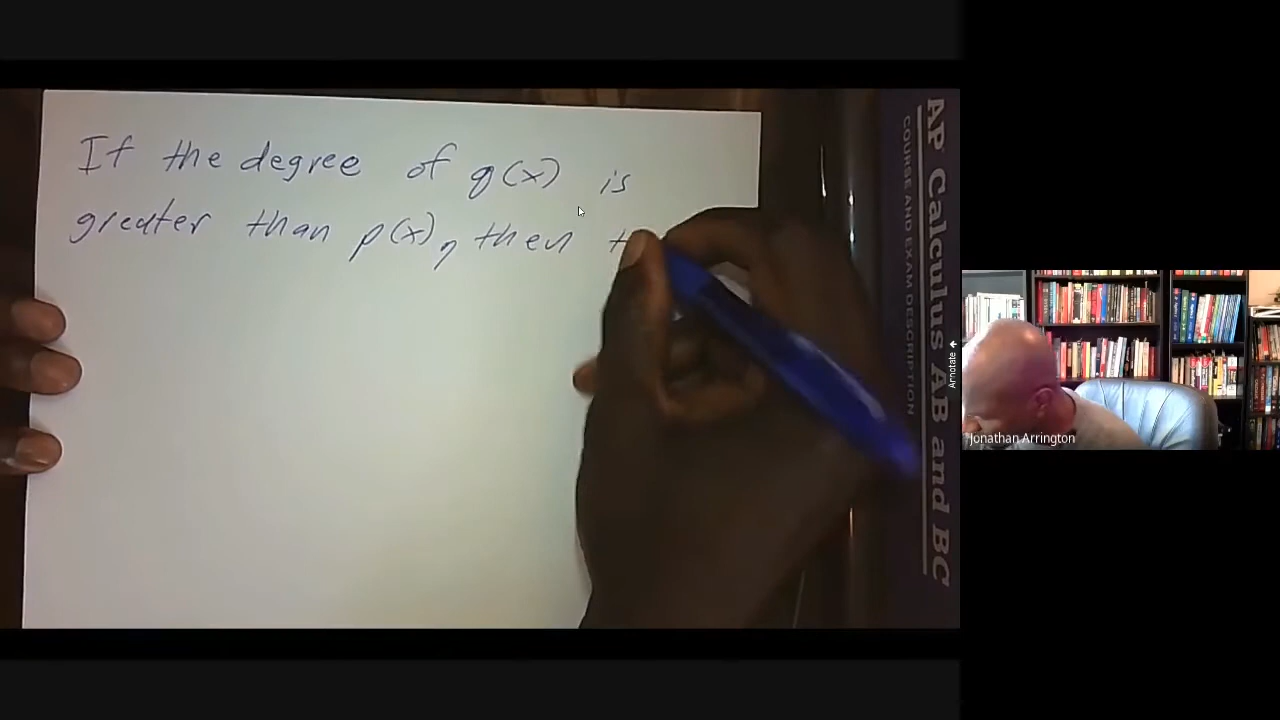 If the degree of q(x) is
greater than p(x), then t
AP Calculus AB and BC
COURSE AND EXAM DESCRIPTION
Annotate
Jonathan Arrington